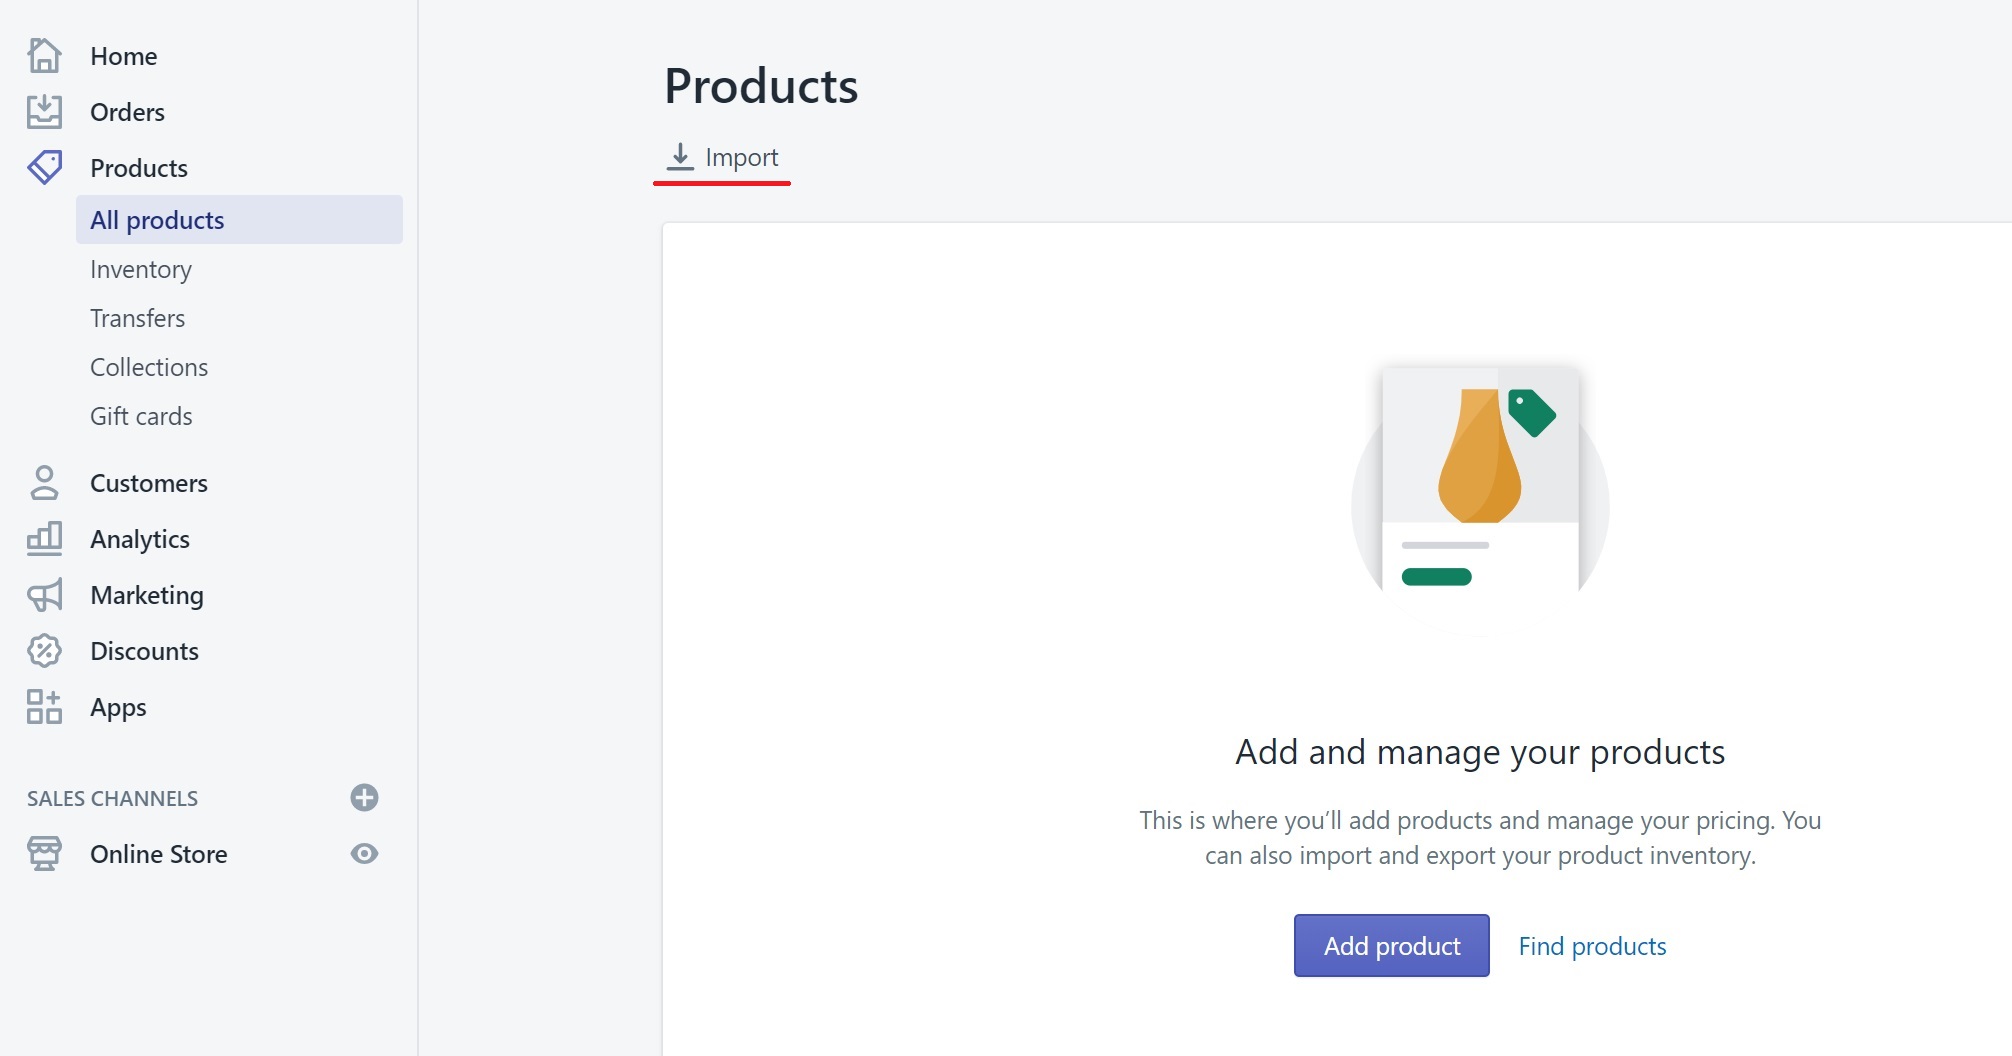 Home
Orders
Products
All products
Inventory
Transfers
Collections
Gift cards
Customers
Analytics
Marketing
Discounts
Apps
SALES CHANNELS
Online Store
Products
Import
Add and manage your products
This is where you’ll add products and manage your pricing. You
can also import and export your product inventory.
Add product
Find products